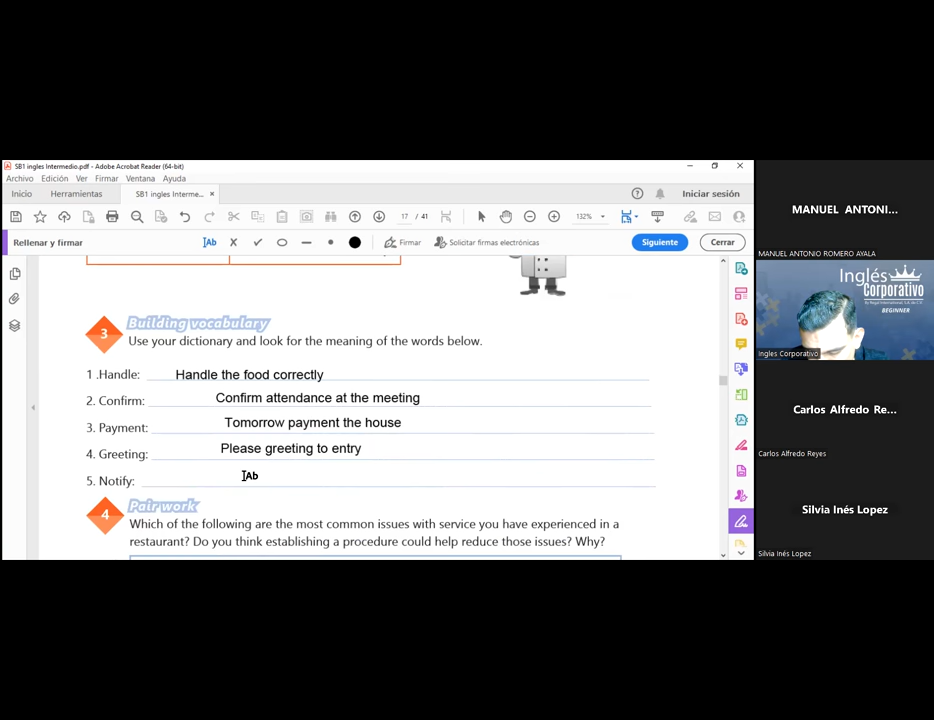 SB1 ingles Intermedio.pdf - Adobe Acrobat Reader (64-bit)
Archivo Edición Ver Firmar Ventana Ayuda
Inicio Herramientas SB1 ingles Interme... × Iniciar sesión
17 / 41 132%
Rellenar y firmar Ab Firmar Solicitar firmas electrónicas Siguiente Cerrar
3 Building vocabulary
Use your dictionary and look for the meaning of the words below.
1 .Handle: Handle the food correctly
2. Confirm: Confirm attendance at the meeting
3. Payment: Tomorrow payment the house
4. Greeting: Please greeting to entry
5. Notify: Ab
4 Pair work
Which of the following are the most common issues with service you have experienced in a
restaurant? Do you think establishing a procedure could help reduce those issues? Why?
MANUEL ANTONI...
MANUEL ANTONIO ROMERO AYALA
Inglés
Corporativo
BEGINNER
Ingles Corporativo
Carlos Alfredo Re...
Carlos Alfredo Reyes
Silvia Inés Lopez
Silvia Inés Lopez